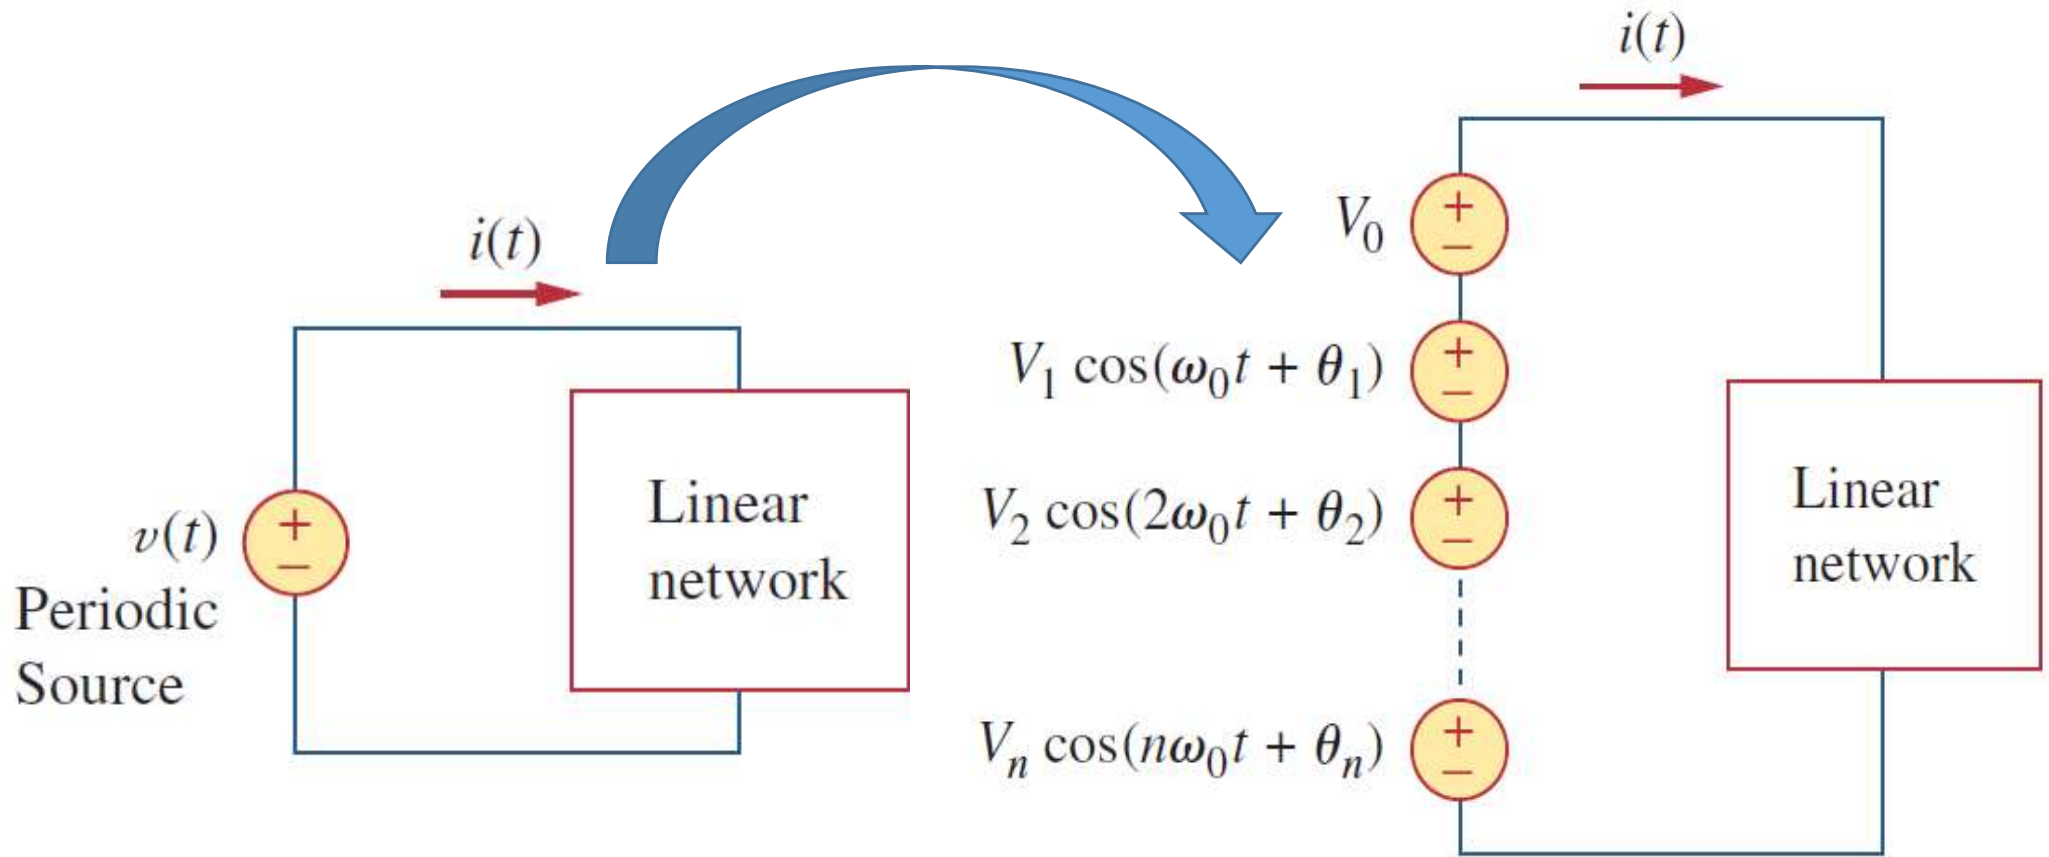 i(t)
v(t)
Periodic
Source
+
−
Linear
network
i(t)
V₀
+
−
V₁ cos(ω₀t + θ₁)
+
−
V₂ cos(2ω₀t + θ₂)
+
−
Vₙ cos(nω₀t + θₙ)
+
−
Linear
network